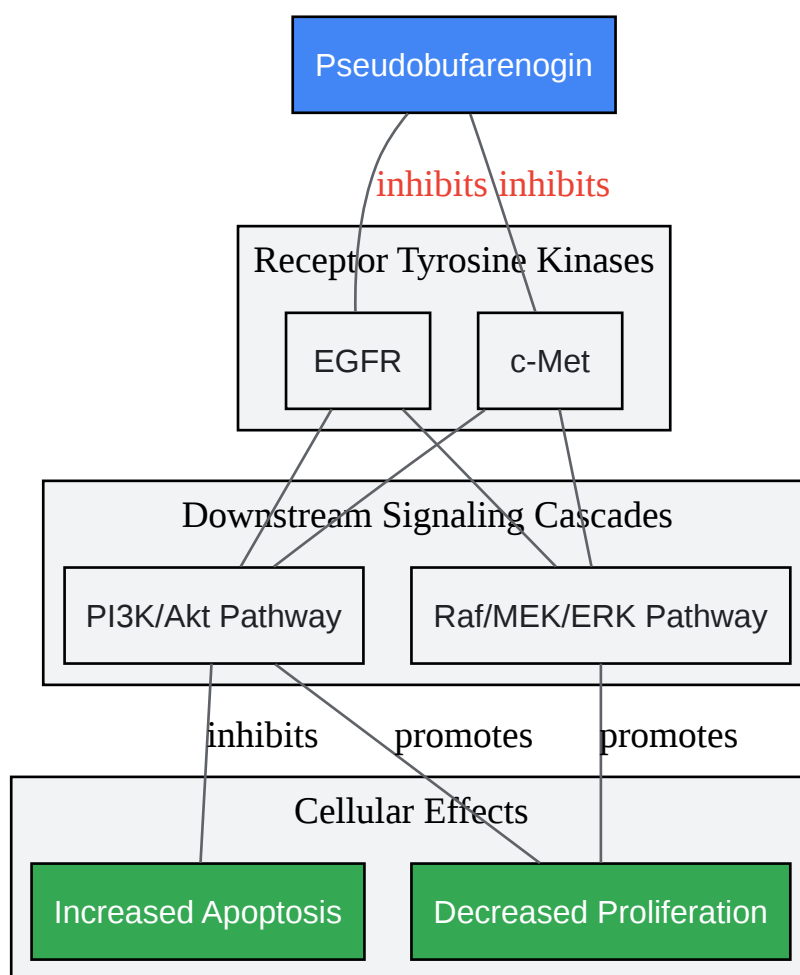 Pseudobufarenogin
inhibits inhibits
Receptor Tyrosine Kinases
EGFR c-Met
Downstream Signaling Cascades
PI3K/Akt Pathway Raf/MEK/ERK Pathway
inhibits promotes promotes
Cellular Effects
Increased Apoptosis Decreased Proliferation